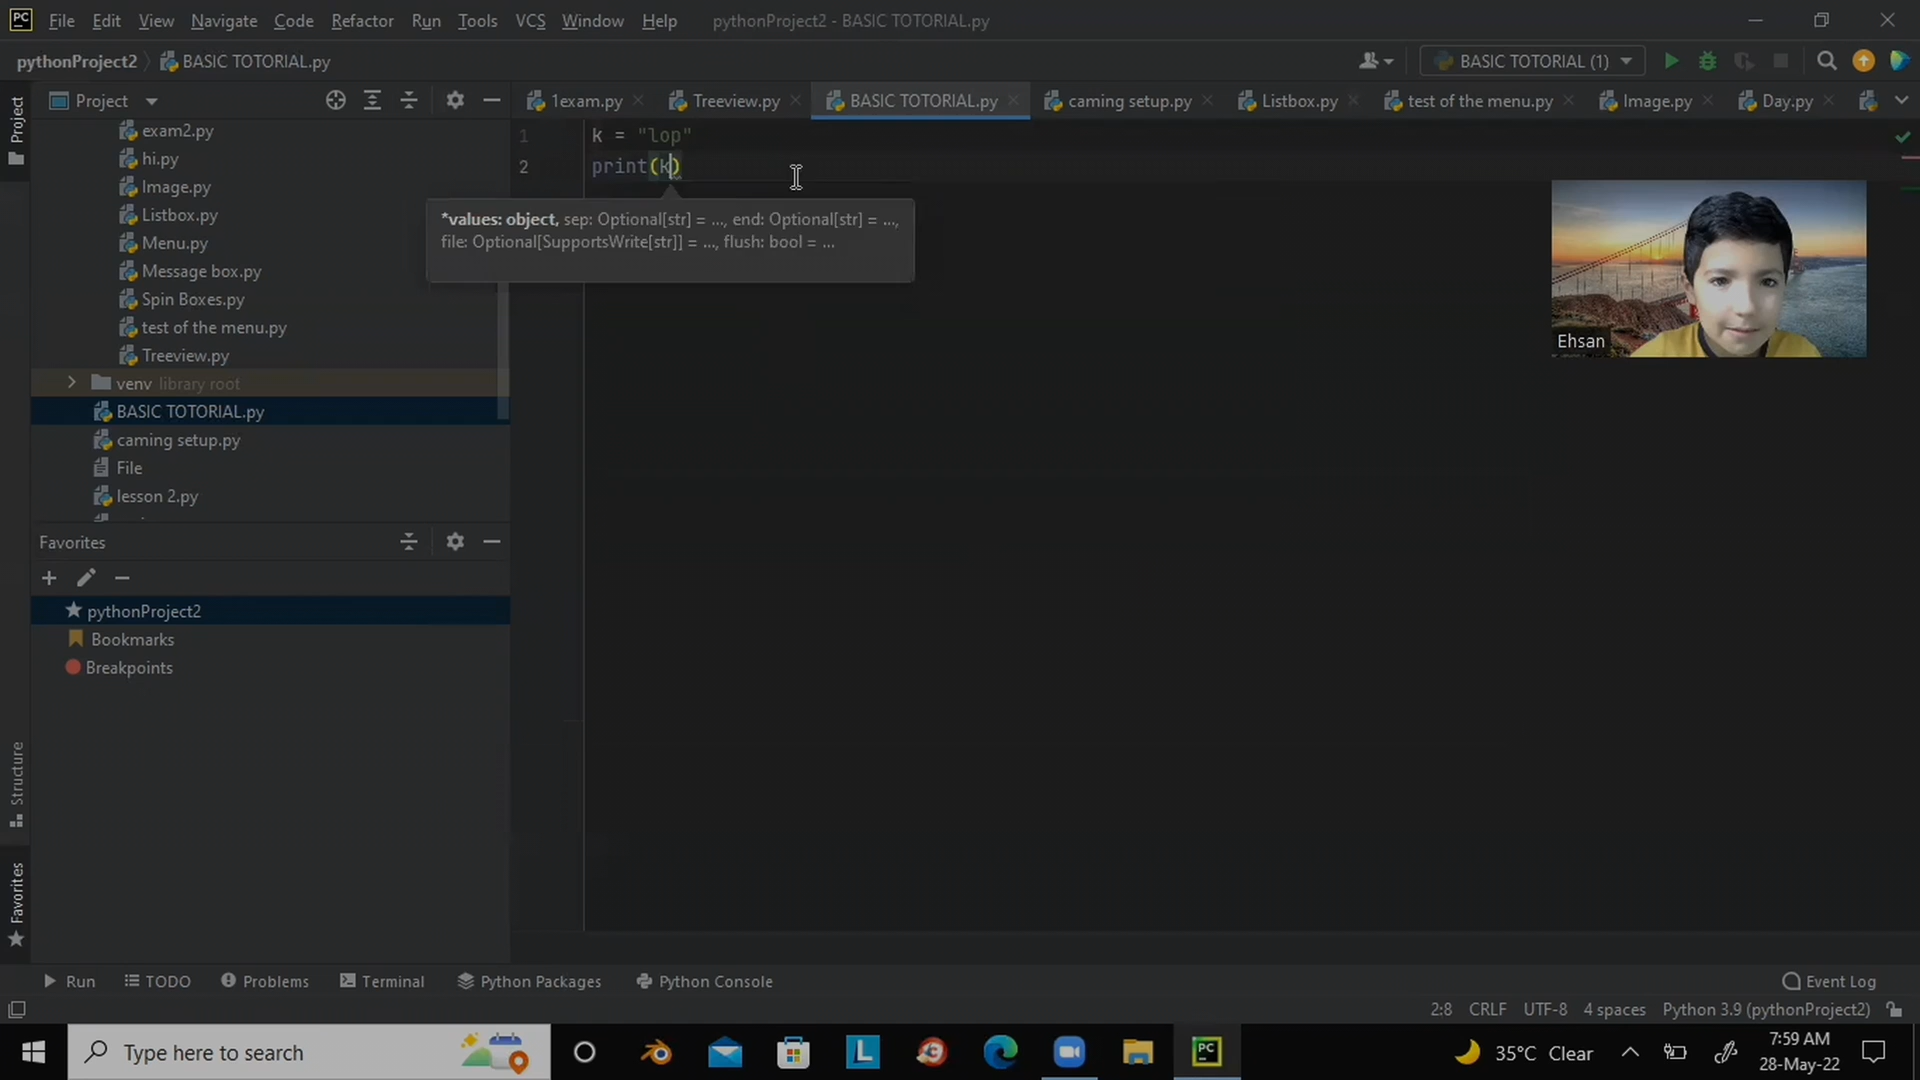 PC File Edit View Navigate Code Refactor Run Tools VCS Window Help pythonProject2 - BASIC TOTORIAL.py
pythonProject2 BASIC TOTORIAL.py BASIC TOTORIAL (1)
Project Project 1exam.py Treeview.py BASIC TOTORIAL.py caming setup.py Listbox.py test of the menu.py Image.py Day.py
exam2.py
hi.py
Image.py
Listbox.py
Menu.py
Message box.py
Spin Boxes.py
test of the menu.py
Treeview.py
venv library root
BASIC TOTORIAL.py
caming setup.py
File
lesson 2.py
1 k = "lop"
2 print(k)
*values: object, sep: Optional[str] = ..., end: Optional[str] = ...,
file: Optional[SupportsWrite[str]] = ..., flush: bool = ...
Ehsan
Favorites
pythonProject2
Bookmarks
Breakpoints
Structure
Favorites
Run TODO Problems Terminal Python Packages Python Console Event Log
2:8 CRLF UTF-8 4 spaces Python 3.9 (pythonProject2)
Type here to search L PC 35°C Clear 7:59 AM
28-May-22